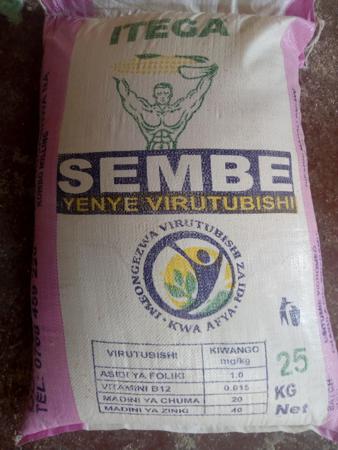 ITEGA
SEMBE
YENYE VIRUTUBISHI
IMEONGEZWA VIRUTUBISHI ZAIDI
• KWA AFYA •
VIRUTUBISHI KIWANGO mg/kg
ASIDI YA FOLIKI 1.0
VITAMINI B12 0.015
MADINI YA CHUMA 20
MADINI YA ZINKI 40
25
KG
Net
BATCH